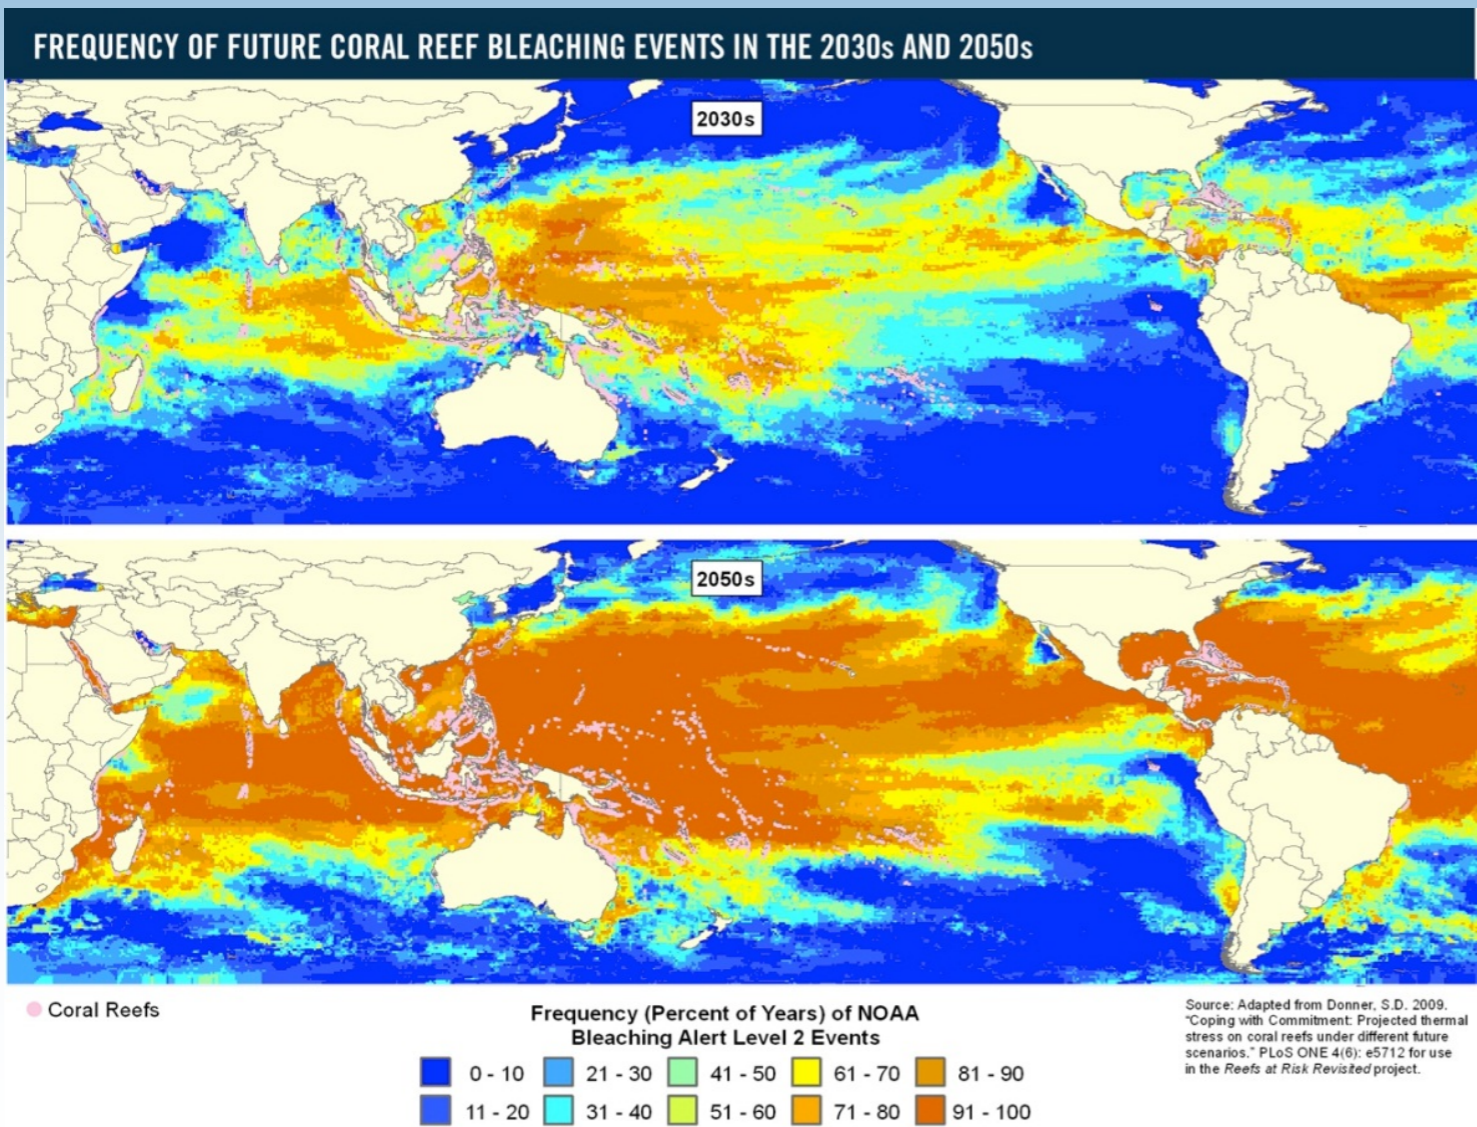 FREQUENCY OF FUTURE CORAL REEF BLEACHING EVENTS IN THE 2030s AND 2050s
2030s
2050s
Coral Reefs
Frequency (Percent of Years) of NOAA
Bleaching Alert Level 2 Events
0 - 10
21 - 30
41 - 50
61 - 70
81 - 90
11 - 20
31 - 40
51 - 60
71 - 80
91 - 100
Source: Adapted from Donner, S.D. 2009.
"Coping with Commitment: Projected thermal
stress on coral reefs under different future
scenarios." PLoS ONE 4(6): e5712 for use
in the Reefs at Risk Revisited project.